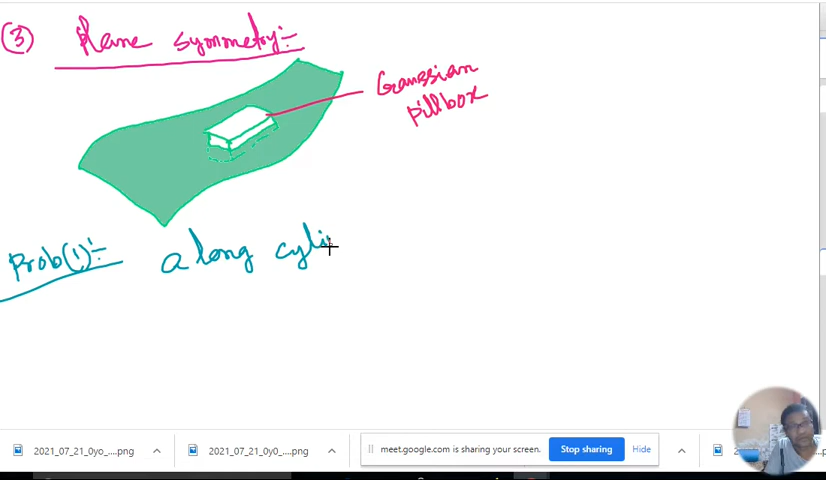 (3) Plane symmetry:-
Gaussian
pillbox
Prob(1):- a long cyli
2021_07_21_0yo_....png
2021_07_21_0y0_....png
meet.google.com is sharing your screen.
Stop sharing
Hide